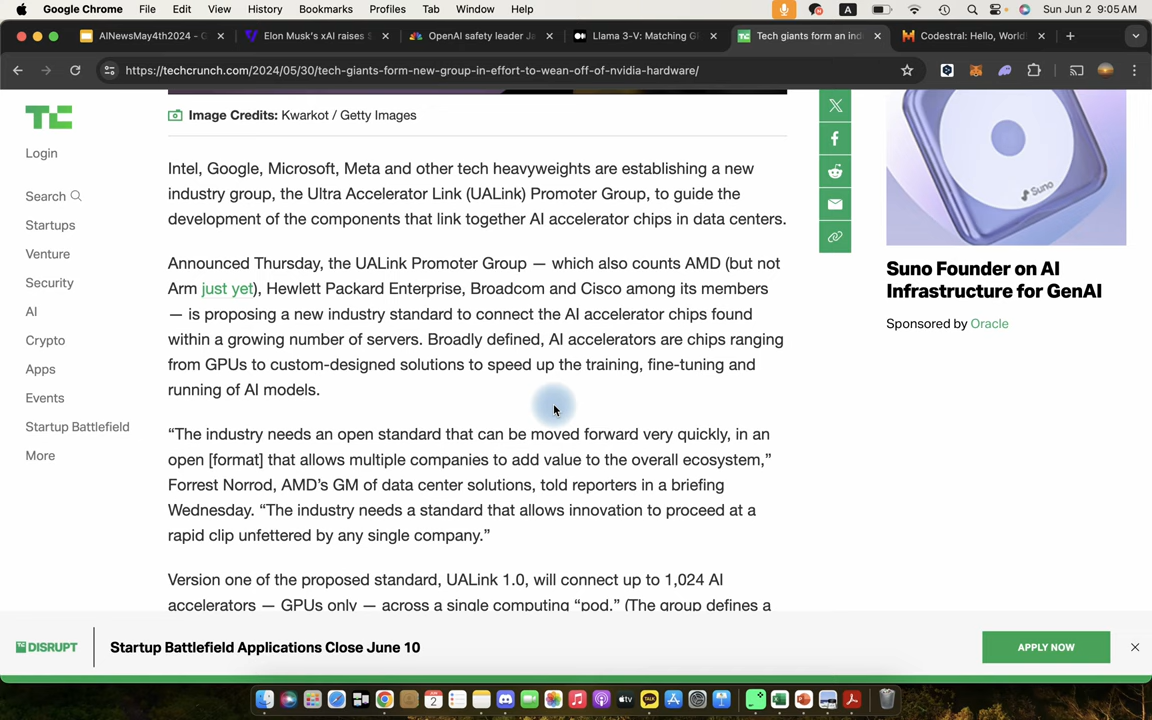 Google Chrome File Edit View History Bookmarks Profiles Tab Window Help A Sun Jun 2 9:05 AM
AINewsMay4th2024 - G Elon Musk's xAI raises $ OpenAI safety leader Ja Llama 3-V: Matching G Tech giants form an ind Codestral: Hello, World!
https://techcrunch.com/2024/05/30/tech-giants-form-new-group-in-effort-to-wean-off-of-nvidia-hardware/
TC
Login
Search
Startups
Venture
Security
AI
Crypto
Apps
Events
Startup Battlefield
More
Image Credits: Kwarkot / Getty Images
Intel, Google, Microsoft, Meta and other tech heavyweights are establishing a new
industry group, the Ultra Accelerator Link (UALink) Promoter Group, to guide the
development of the components that link together AI accelerator chips in data centers.
Announced Thursday, the UALink Promoter Group — which also counts AMD (but not
Arm just yet), Hewlett Packard Enterprise, Broadcom and Cisco among its members
— is proposing a new industry standard to connect the AI accelerator chips found
within a growing number of servers. Broadly defined, AI accelerators are chips ranging
from GPUs to custom-designed solutions to speed up the training, fine-tuning and
running of AI models.
“The industry needs an open standard that can be moved forward very quickly, in an
open [format] that allows multiple companies to add value to the overall ecosystem,”
Forrest Norrod, AMD’s GM of data center solutions, told reporters in a briefing
Wednesday. “The industry needs a standard that allows innovation to proceed at a
rapid clip unfettered by any single company.”
Version one of the proposed standard, UALink 1.0, will connect up to 1,024 AI
accelerators — GPUs only — across a single computing “pod.” (The group defines a
Suno
Suno Founder on AI
Infrastructure for GenAI
Sponsored by Oracle
TC DISRUPT Startup Battlefield Applications Close June 10 APPLY NOW